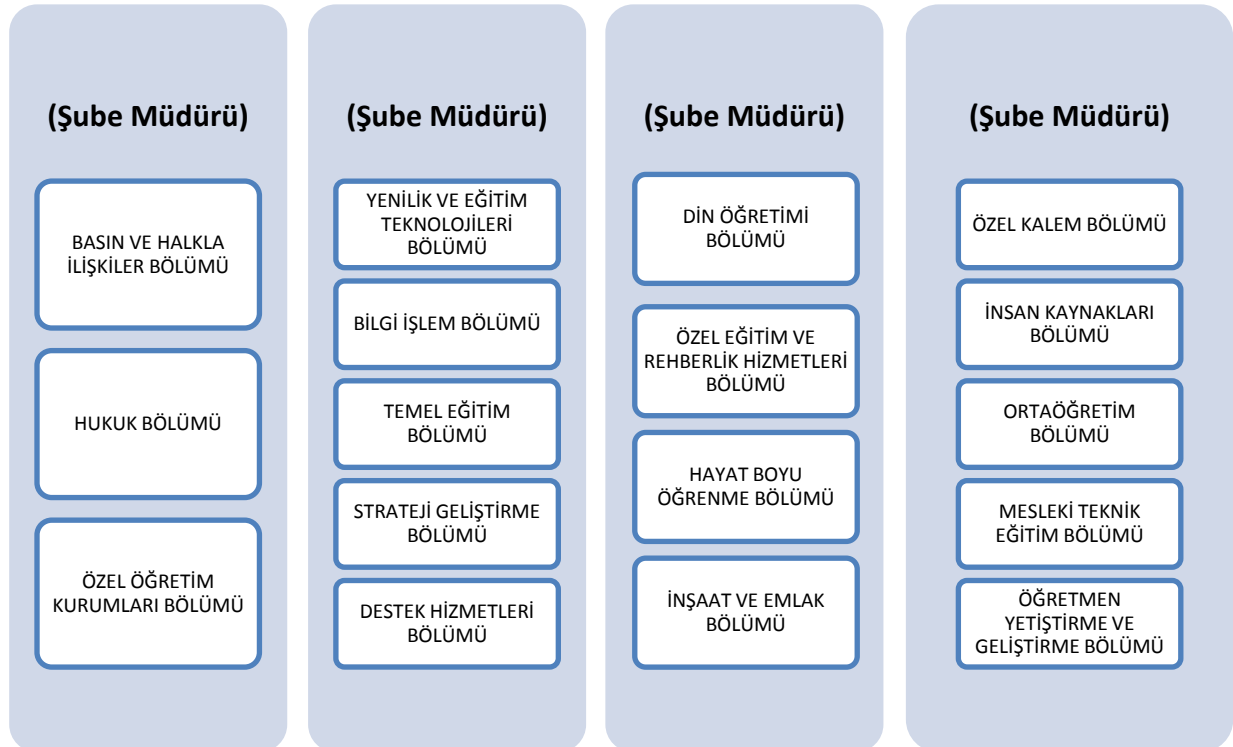 (Şube Müdürü)
BASIN VE HALKLA
İLİŞKİLER BÖLÜMÜ
HUKUK BÖLÜMÜ
ÖZEL ÖĞRETİM
KURUMLARI BÖLÜMÜ
(Şube Müdürü)
YENİLİK VE EĞİTİM
TEKNOLOJİLERİ
BÖLÜMÜ
BİLGİ İŞLEM BÖLÜMÜ
TEMEL EĞİTİM
BÖLÜMÜ
STRATEJİ GELİŞTİRME
BÖLÜMÜ
DESTEK HİZMETLERİ
BÖLÜMÜ
(Şube Müdürü)
DİN ÖĞRETİMİ
BÖLÜMÜ
ÖZEL EĞİTİM VE
REHBERLİK HİZMETLERİ
BÖLÜMÜ
HAYAT BOYU
ÖĞRENME BÖLÜMÜ
İNŞAAT VE EMLAK
BÖLÜMÜ
(Şube Müdürü)
ÖZEL KALEM BÖLÜMÜ
İNSAN KAYNAKLARI
BÖLÜMÜ
ORTAÖĞRETİM
BÖLÜMÜ
MESLEKİ TEKNİK
EĞİTİM BÖLÜMÜ
ÖĞRETMEN
YETİŞTİRME VE
GELİŞTİRME BÖLÜMÜ